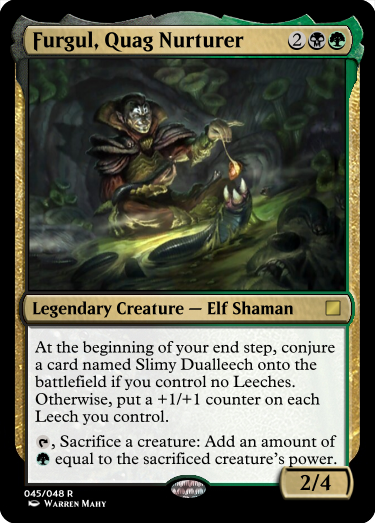 Furgul, Quag Nurturer 2
Legendary Creature — Elf Shaman
At the beginning of your end step, conjure
a card named Slimy Dualleech onto the
battlefield if you control no Leeches.
Otherwise, put a +1/+1 counter on each
Leech you control.
, Sacrifice a creature: Add an amount of
equal to the sacrificed creature's power.
2/4
045/048 R
Warren Mahy